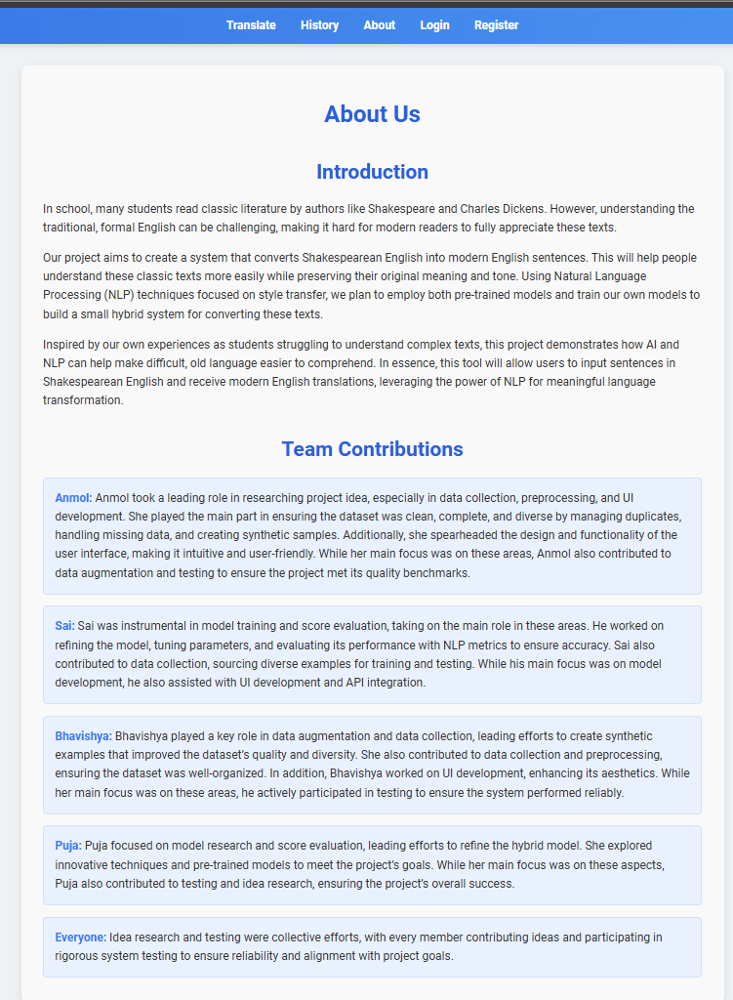 Translate History About Login Register
About Us
Introduction
In school, many students read classic literature by authors like Shakespeare and Charles Dickens. However, understanding the
traditional, formal English can be challenging, making it hard for modern readers to fully appreciate these texts.
Our project aims to create a system that converts Shakespearean English into modern English sentences. This will help people
understand these classic texts more easily while preserving their original meaning and tone. Using Natural Language
Processing (NLP) techniques focused on style transfer, we plan to employ both pre-trained models and train our own models to
build a small hybrid system for converting these texts.
Inspired by our own experiences as students struggling to understand complex texts, this project demonstrates how AI and
NLP can help make difficult, old language easier to comprehend. In essence, this tool will allow users to input sentences in
Shakespearean English and receive modern English translations, leveraging the power of NLP for meaningful language
transformation.
Team Contributions
Anmol: Anmol took a leading role in researching project idea, especially in data collection, preprocessing, and UI
development. She played the main part in ensuring the dataset was clean, complete, and diverse by managing duplicates,
handling missing data, and creating synthetic samples. Additionally, she spearheaded the design and functionality of the
user interface, making it intuitive and user-friendly. While her main focus was on these areas, Anmol also contributed to
data augmentation and testing to ensure the project met its quality benchmarks.
Sai: Sai was instrumental in model training and score evaluation, taking on the main role in these areas. He worked on
refining the model, tuning parameters, and evaluating its performance with NLP metrics to ensure accuracy. Sai also
contributed to data collection, sourcing diverse examples for training and testing. While his main focus was on model
development, he also assisted with UI development and API integration.
Bhavishya: Bhavishya played a key role in data augmentation and data collection, leading efforts to create synthetic
examples that improved the dataset's quality and diversity. She also contributed to data collection and preprocessing,
ensuring the dataset was well-organized. In addition, Bhavishya worked on UI development, enhancing its aesthetics. While
her main focus was on these areas, he actively participated in testing to ensure the system performed reliably.
Puja: Puja focused on model research and score evaluation, leading efforts to refine the hybrid model. She explored
innovative techniques and pre-trained models to meet the project's goals. While her main focus was on these aspects,
Puja also contributed to testing and idea research, ensuring the project's overall success.
Everyone: Idea research and testing were collective efforts, with every member contributing ideas and participating in
rigorous system testing to ensure reliability and alignment with project goals.